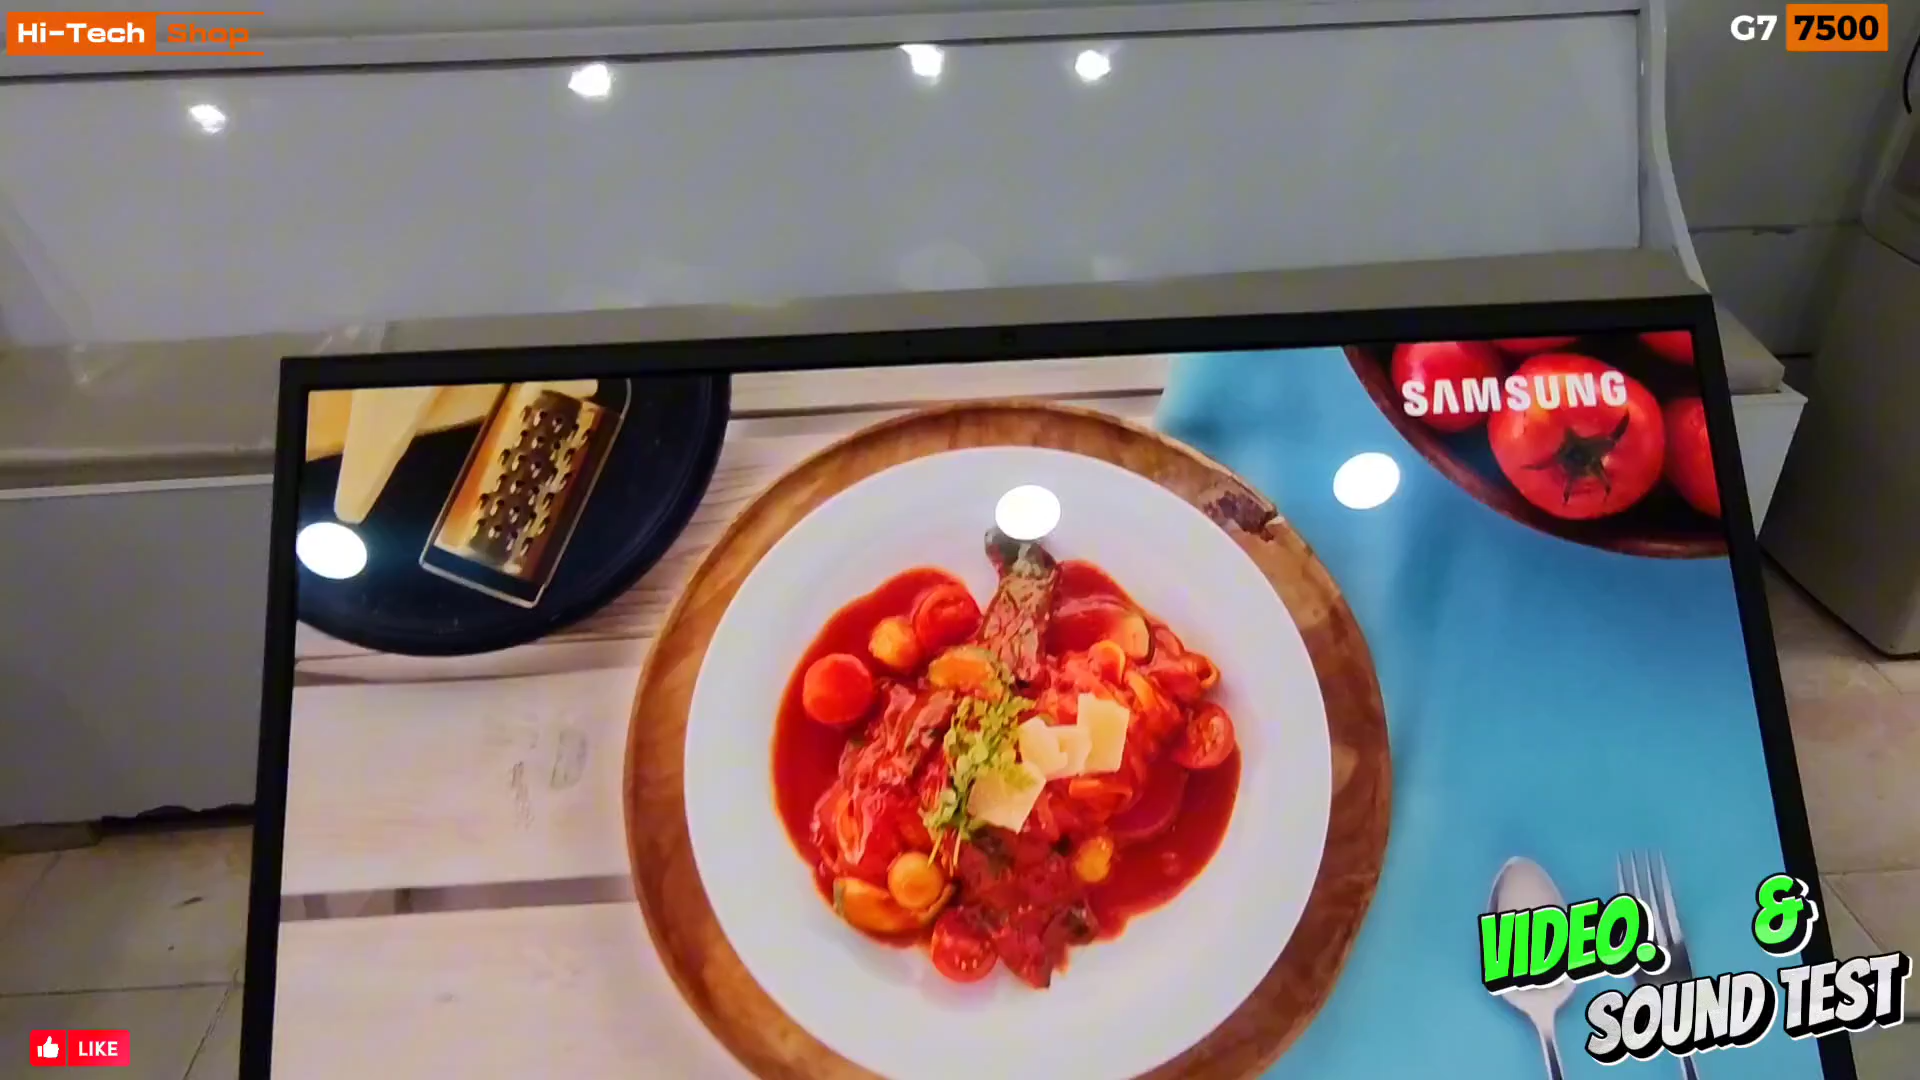 Hi-Tech Shop
G7 7500
SAMSUNG
VIDEO. &
SOUND TEST
LIKE